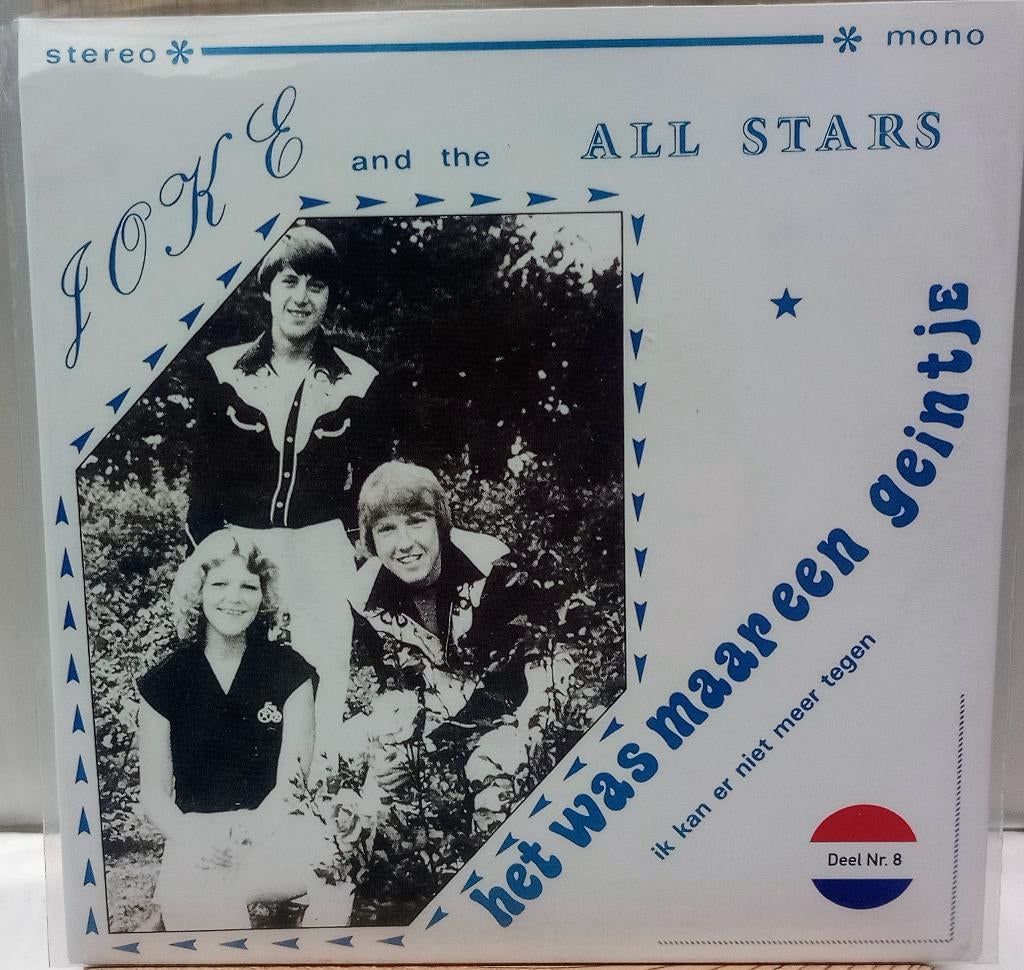 stereo * * mono
JOKE and the ALL STARS
het was maar een geintje
ik kan er niet meer tegen
Deel Nr. 8